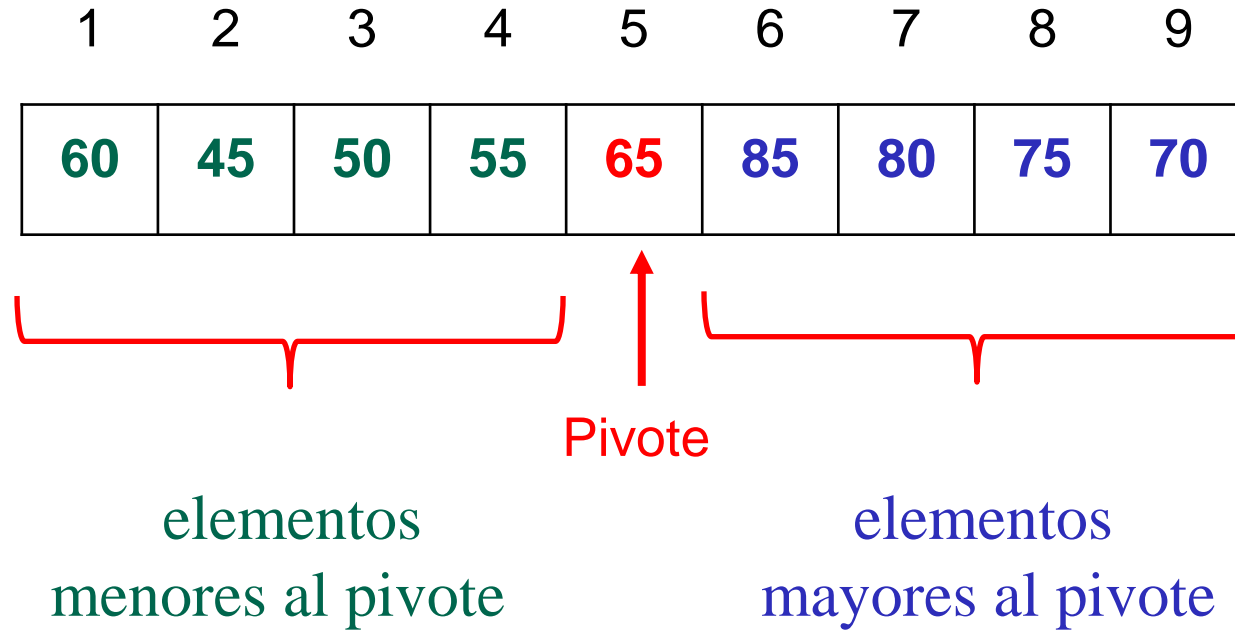 1 2 3 4 5 6 7 8 9
60 45 50 55 65 85 80 75 70
Pivote
elementos
menores al pivote
elementos
mayores al pivote